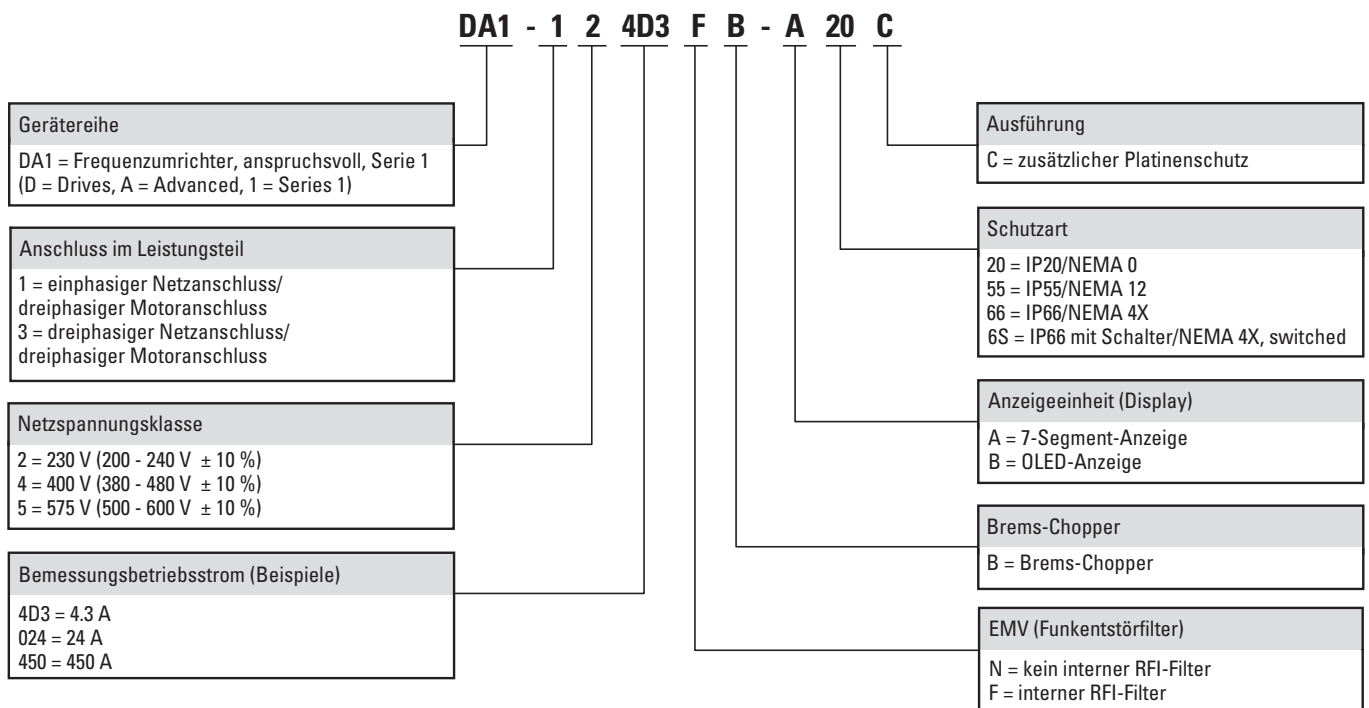 DA1 - 1 2 4D3 F B - A 20 C
Gerätereihe
DA1 = Frequenzumrichter, anspruchsvoll, Serie 1
(D = Drives, A = Advanced, 1 = Series 1)
Anschluss im Leistungsteil
1 = einphasiger Netzanschluss/
dreiphasiger Motoranschluss
3 = dreiphasiger Netzanschluss/
dreiphasiger Motoranschluss
Netzspannungsklasse
2 = 230 V (200 - 240 V ± 10 %)
4 = 400 V (380 - 480 V ± 10 %)
5 = 575 V (500 - 600 V ± 10 %)
Bemessungsbetriebsstrom (Beispiele)
4D3 = 4.3 A
024 = 24 A
450 = 450 A
Ausführung
C = zusätzlicher Platinenschutz
Schutzart
20 = IP20/NEMA 0
55 = IP55/NEMA 12
66 = IP66/NEMA 4X
6S = IP66 mit Schalter/NEMA 4X, switched
Anzeigeeinheit (Display)
A = 7-Segment-Anzeige
B = OLED-Anzeige
Brems-Chopper
B = Brems-Chopper
EMV (Funkentstörfilter)
N = kein interner RFI-Filter
F = interner RFI-Filter